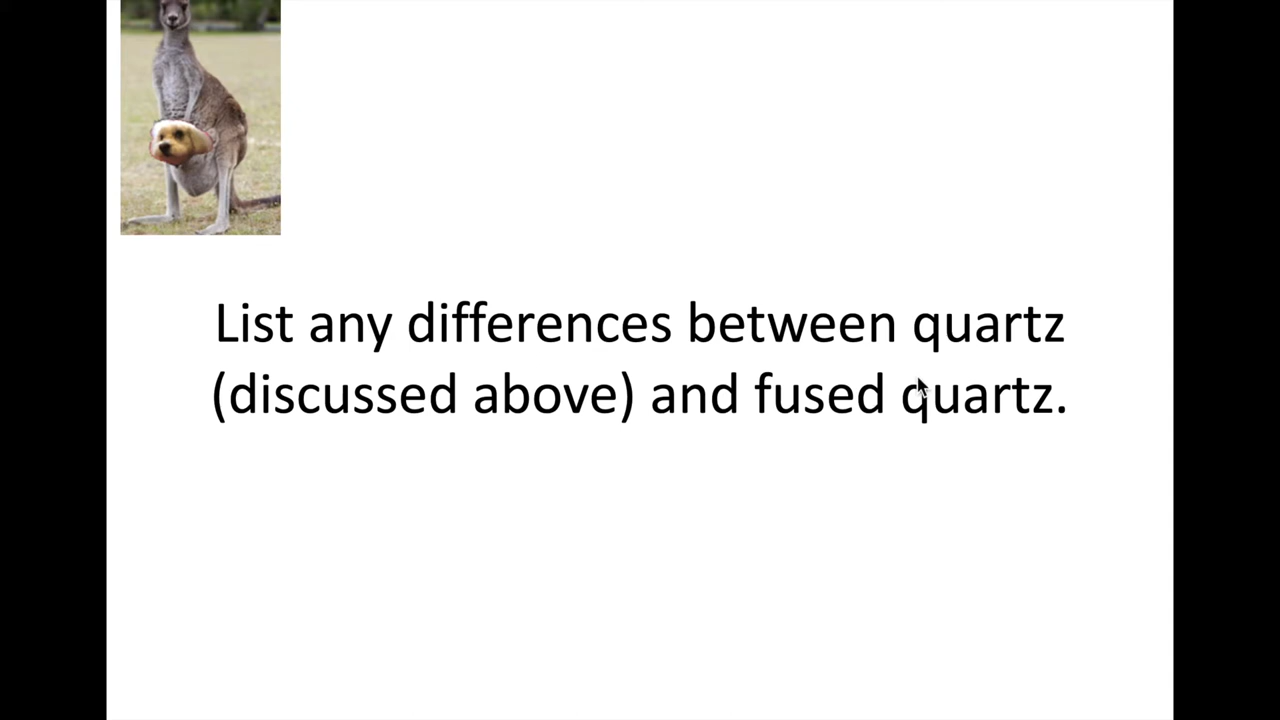 List any differences between quartz
(discussed above) and fused quartz.